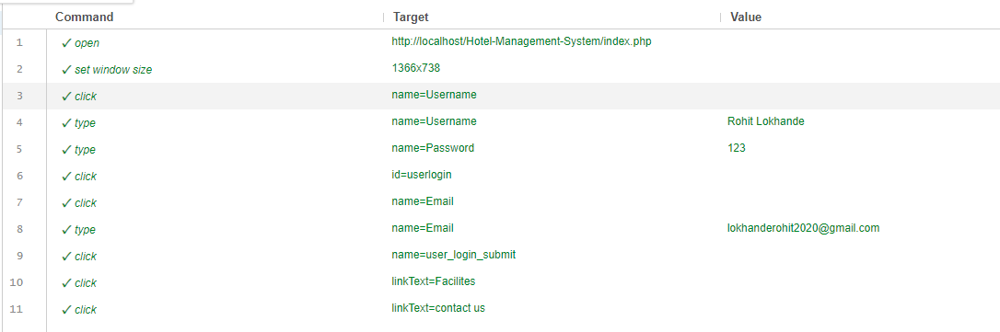 Command Target Value
1 ✓ open http://localhost/Hotel-Management-System/index.php
2 ✓ set window size 1366x738
3 ✓ click name=Username
4 ✓ type name=Username Rohit Lokhande
5 ✓ type name=Password 123
6 ✓ click id=userlogin
7 ✓ click name=Email
8 ✓ type name=Email lokhanderohit2020@gmail.com
9 ✓ click name=user_login_submit
10 ✓ click linkText=Facilites
11 ✓ click linkText=contact us